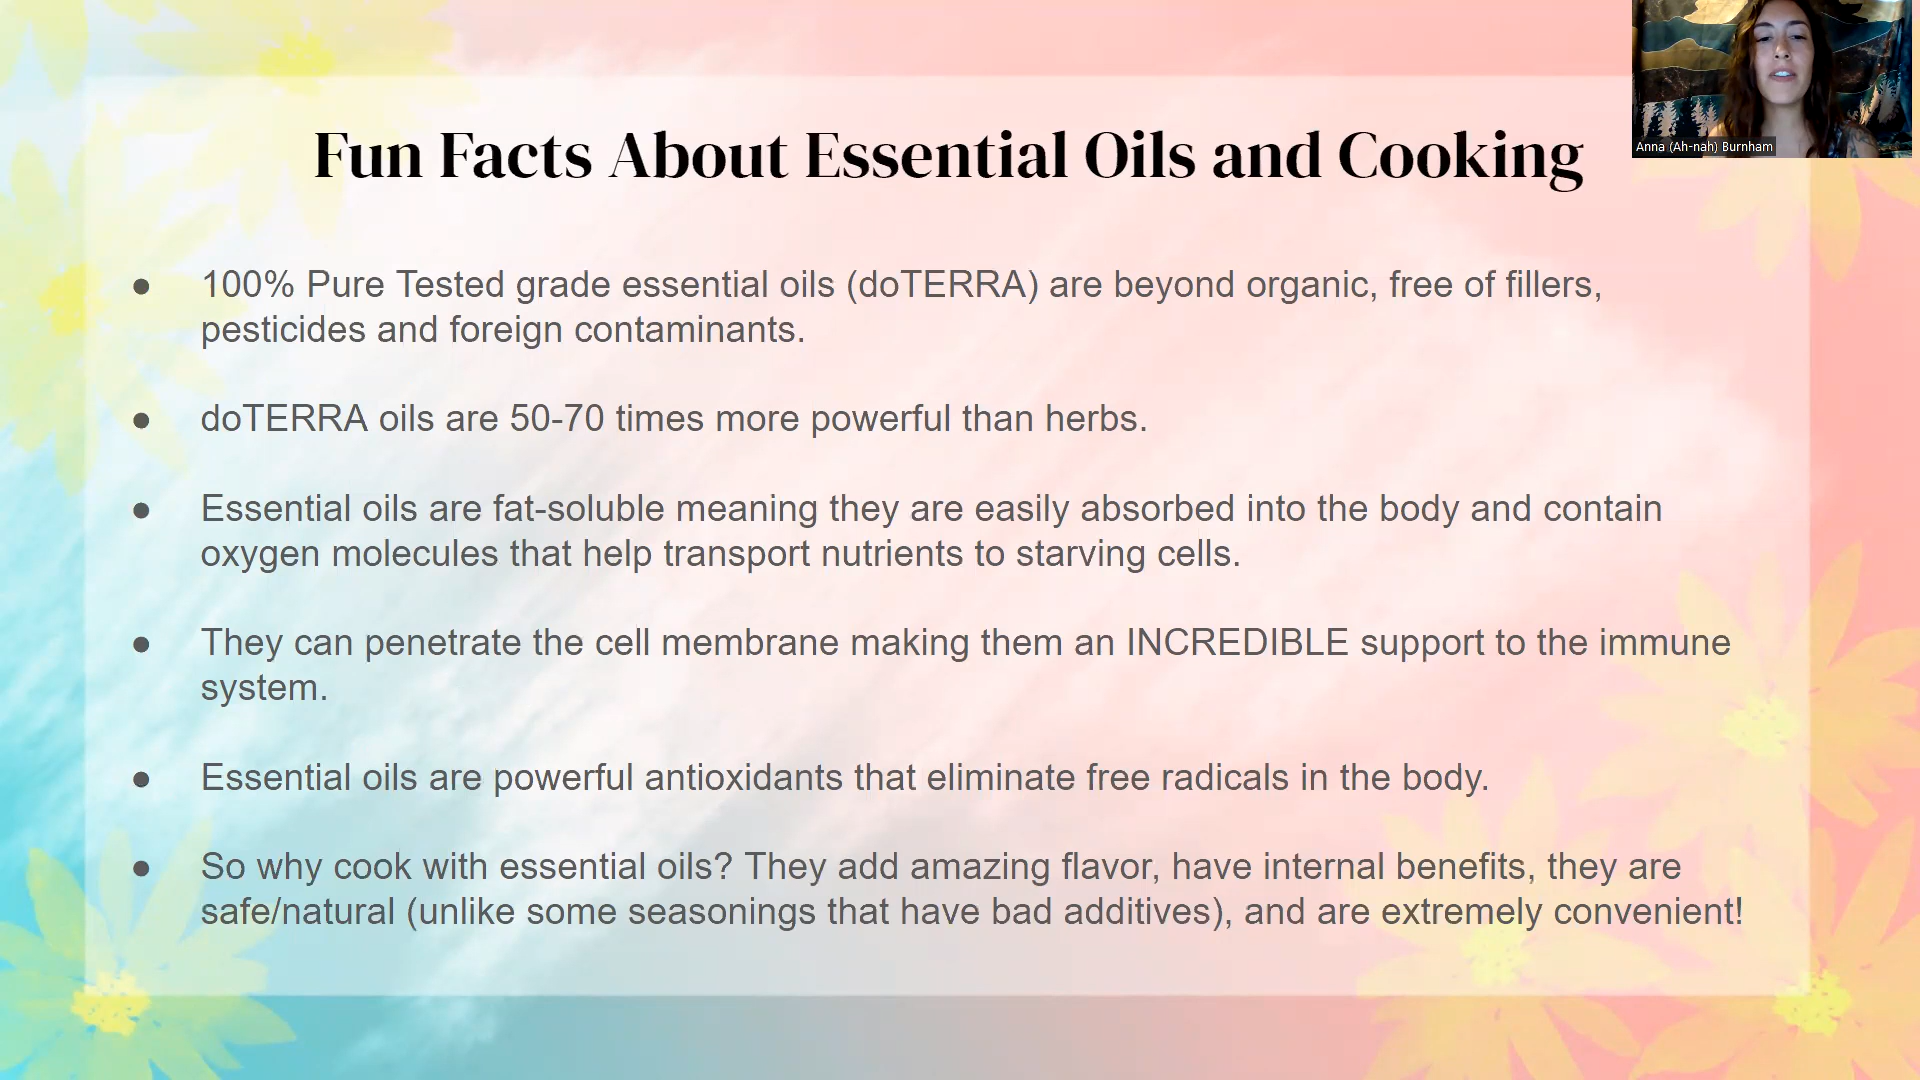 Anna (Ah-nah) Burnham
Fun Facts About Essential Oils and Cooking
● 100% Pure Tested grade essential oils (doTERRA) are beyond organic, free of fillers,
pesticides and foreign contaminants.
● doTERRA oils are 50-70 times more powerful than herbs.
● Essential oils are fat-soluble meaning they are easily absorbed into the body and contain
oxygen molecules that help transport nutrients to starving cells.
● They can penetrate the cell membrane making them an INCREDIBLE support to the immune
system.
● Essential oils are powerful antioxidants that eliminate free radicals in the body.
● So why cook with essential oils? They add amazing flavor, have internal benefits, they are
safe/natural (unlike some seasonings that have bad additives), and are extremely convenient!